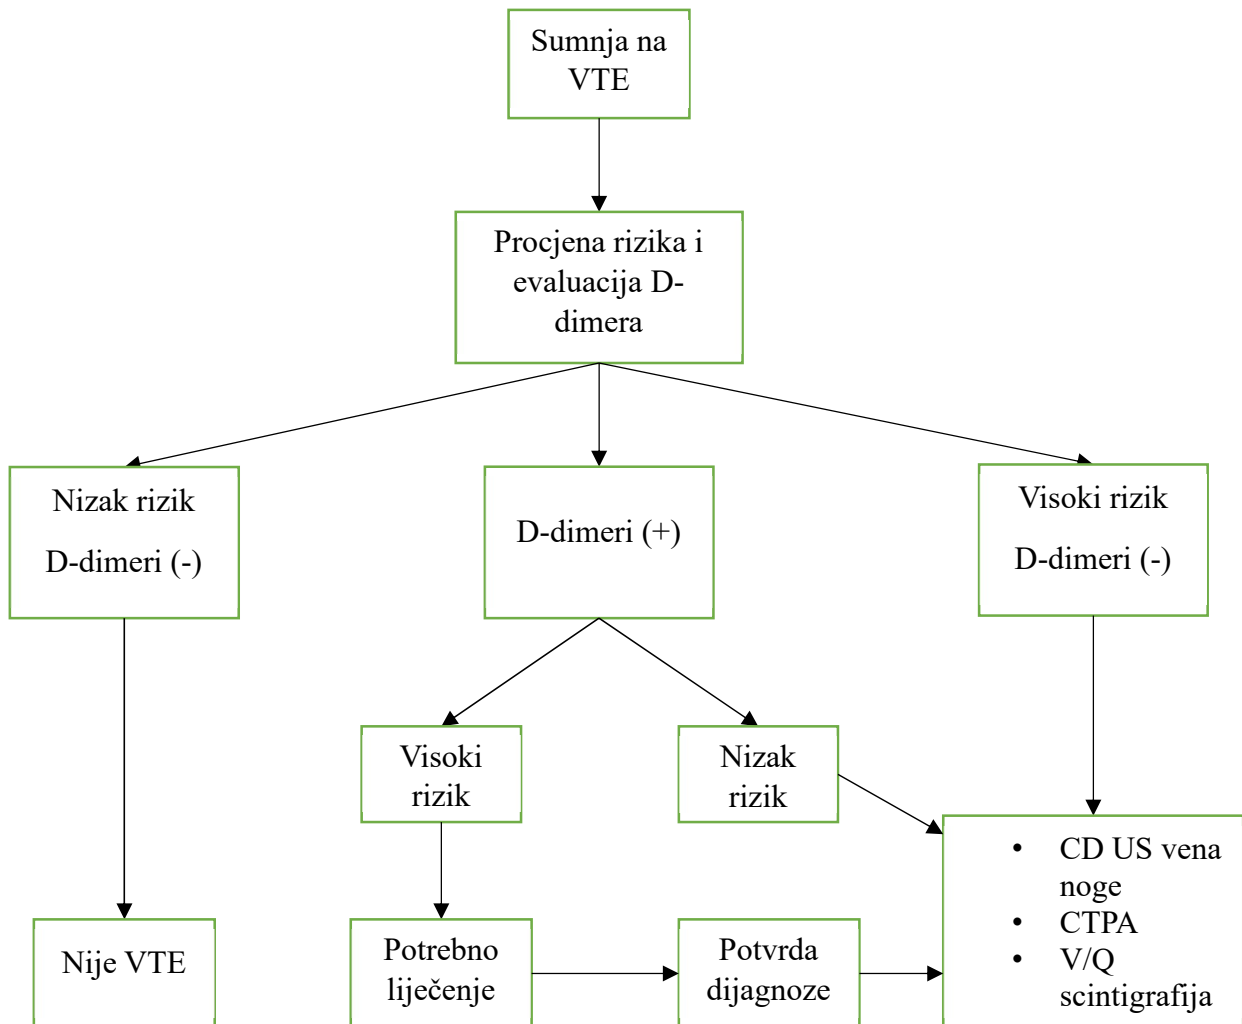 Sumnja na
VTE
Procjena rizika i
evaluacija D-
dimera
Nizak rizik
D-dimeri (-)
D-dimeri (+)
Visoki rizik
D-dimeri (-)
Visoki
rizik
Nizak
rizik
Nije VTE
Potrebno
liječenje
Potvrda
dijagnoze
• CD US vena
noge
• CTPA
• V/Q
scintigrafija